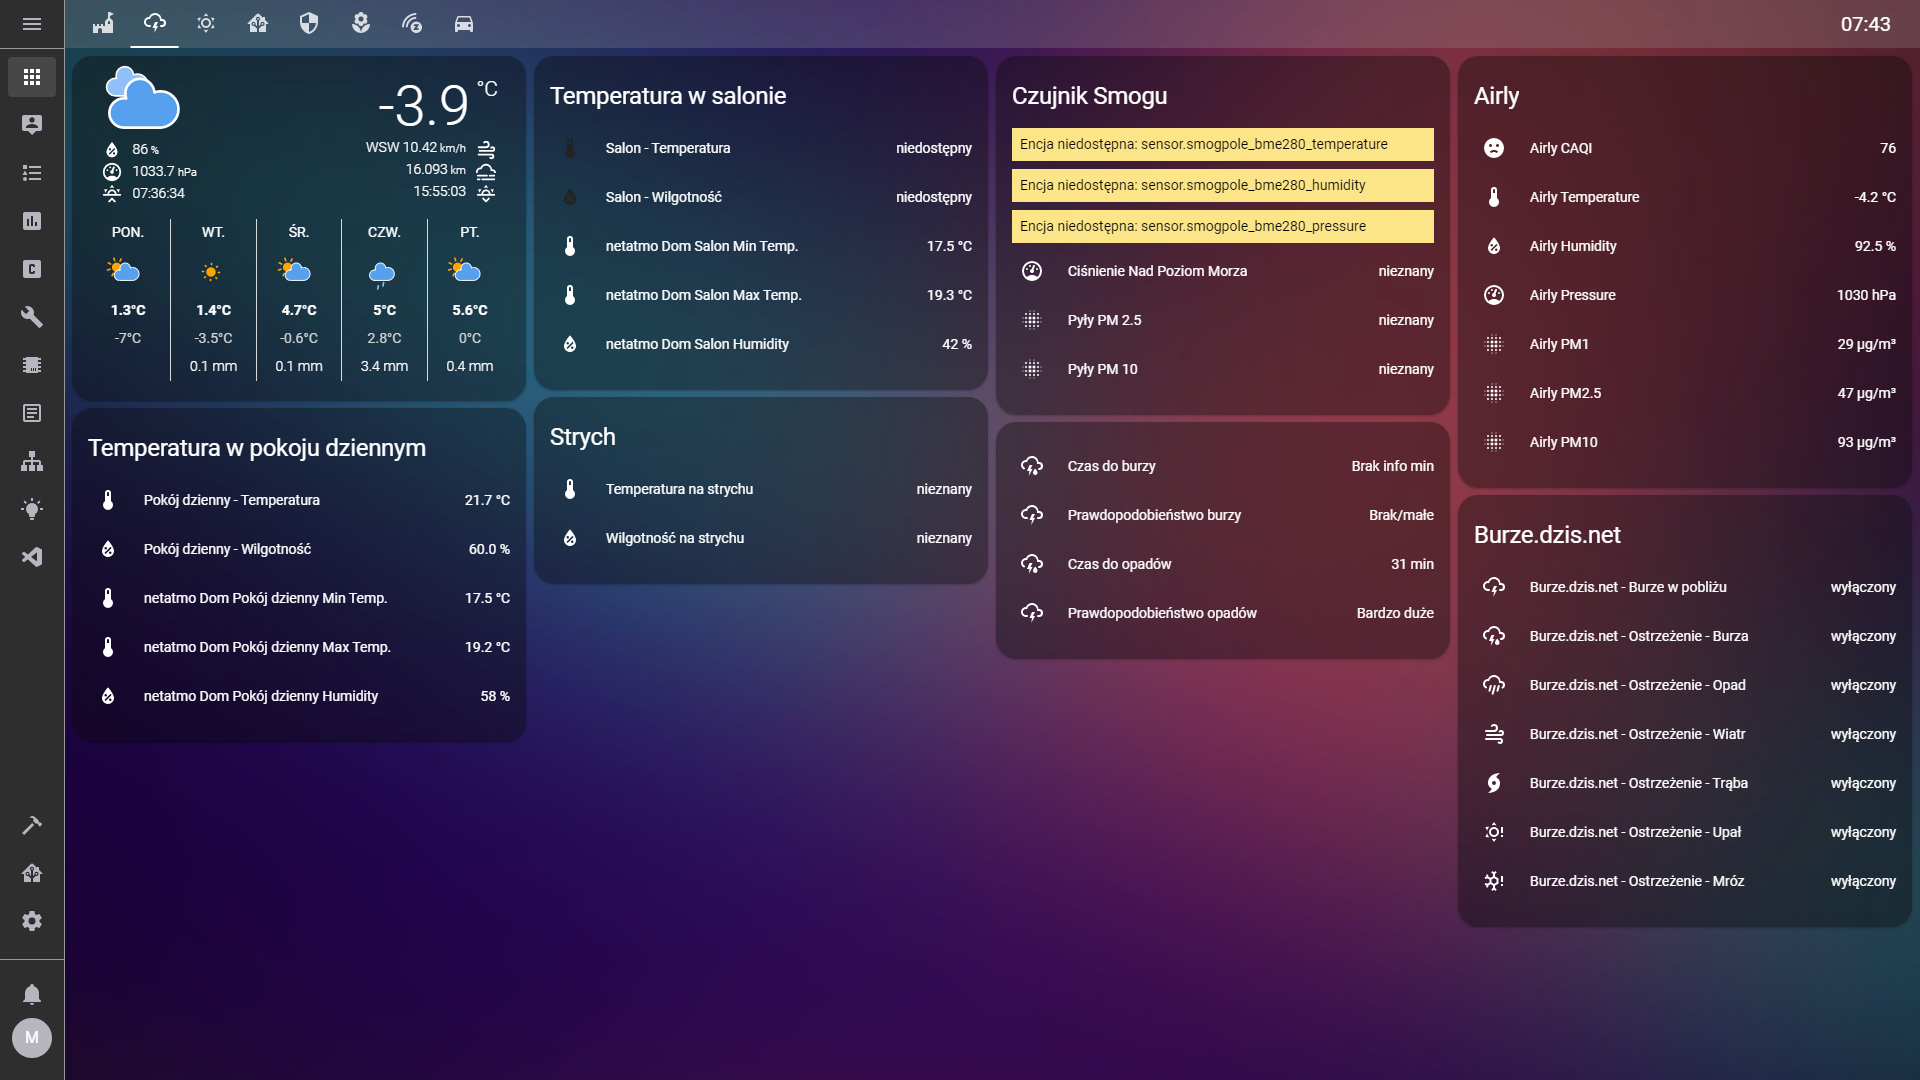 07:43
-3.9 °C
86 %
1033.7 hPa
07:36:34
WSW 10.42 km/h
16.093 km
15:55:03
PON. WT. ŚR. CZW. PT.
1.3°C 1.4°C 4.7°C 5°C 5.6°C
-7°C -3.5°C -0.6°C 2.8°C 0°C
0.1 mm 0.1 mm 3.4 mm 0.4 mm
Temperatura w pokoju dziennym
Pokój dzienny - Temperatura 21.7 °C
Pokój dzienny - Wilgotność 60.0 %
netatmo Dom Pokój dzienny Min Temp. 17.5 °C
netatmo Dom Pokój dzienny Max Temp. 19.2 °C
netatmo Dom Pokój dzienny Humidity 58 %
Temperatura w salonie
Salon - Temperatura niedostępny
Salon - Wilgotność niedostępny
netatmo Dom Salon Min Temp. 17.5 °C
netatmo Dom Salon Max Temp. 19.3 °C
netatmo Dom Salon Humidity 42 %
Strych
Temperatura na strychu nieznany
Wilgotność na strychu nieznany
Czujnik Smogu
Encja niedostępna: sensor.smogpole_bme280_temperature
Encja niedostępna: sensor.smogpole_bme280_humidity
Encja niedostępna: sensor.smogpole_bme280_pressure
Ciśnienie Nad Poziom Morza nieznany
Pyły PM 2.5 nieznany
Pyły PM 10 nieznany
Czas do burzy Brak info min
Prawdopodobieństwo burzy Brak/małe
Czas do opadów 31 min
Prawdopodobieństwo opadów Bardzo duże
Airly
Airly CAQI 76
Airly Temperature -4.2 °C
Airly Humidity 92.5 %
Airly Pressure 1030 hPa
Airly PM1 29 µg/m³
Airly PM2.5 47 µg/m³
Airly PM10 93 µg/m³
Burze.dzis.net
Burze.dzis.net - Burze w pobliżu wyłączony
Burze.dzis.net - Ostrzeżenie - Burza wyłączony
Burze.dzis.net - Ostrzeżenie - Opad wyłączony
Burze.dzis.net - Ostrzeżenie - Wiatr wyłączony
Burze.dzis.net - Ostrzeżenie - Trąba wyłączony
Burze.dzis.net - Ostrzeżenie - Upał wyłączony
Burze.dzis.net - Ostrzeżenie - Mróz wyłączony
C
M